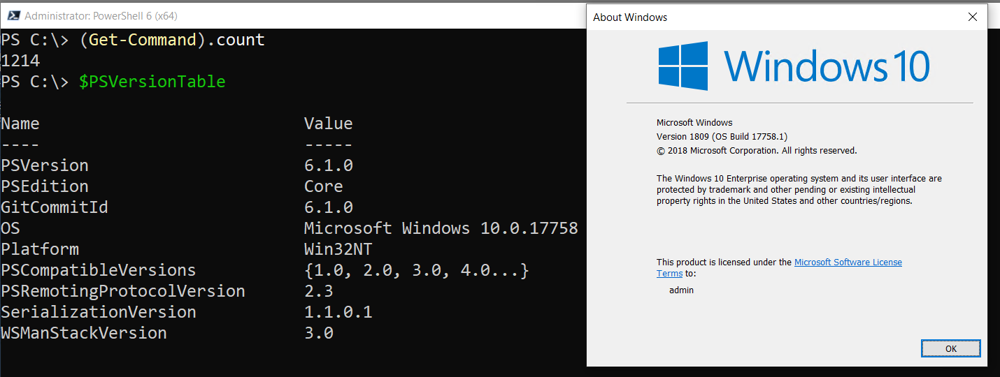 Administrator: PowerShell 6 (x64)
PS C:\> (Get-Command).count
1214
PS C:\> $PSVersionTable
Name Value
---- -----
PSVersion 6.1.0
PSEdition Core
GitCommitId 6.1.0
OS Microsoft Windows 10.0.17758
Platform Win32NT
PSCompatibleVersions {1.0, 2.0, 3.0, 4.0...}
PSRemotingProtocolVersion 2.3
SerializationVersion 1.1.0.1
WSManStackVersion 3.0
About Windows
Windows 10
Microsoft Windows
Version 1809 (OS Build 17758.1)
© 2018 Microsoft Corporation. All rights reserved.
The Windows 10 Enterprise operating system and its user interface are
protected by trademark and other pending or existing intellectual
property rights in the United States and other countries/regions.
This product is licensed under the Microsoft Software License
Terms to:
admin
OK